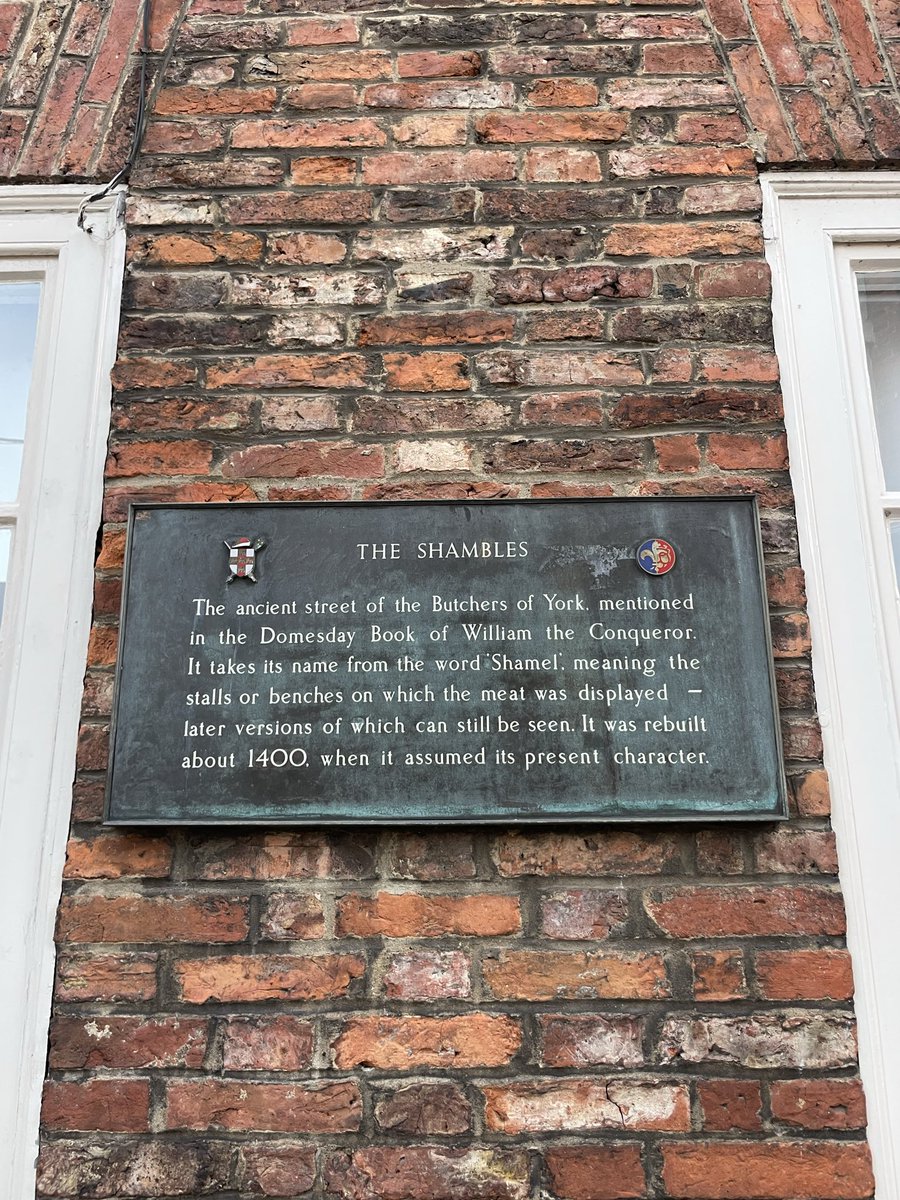 THE SHAMBLES
The ancient street of the Butchers of York, mentioned
in the Domesday Book of William the Conqueror.
It takes its name from the word 'Shamel', meaning the
stalls or benches on which the meat was displayed –
later versions of which can still be seen. It was rebuilt
about 1400, when it assumed its present character.